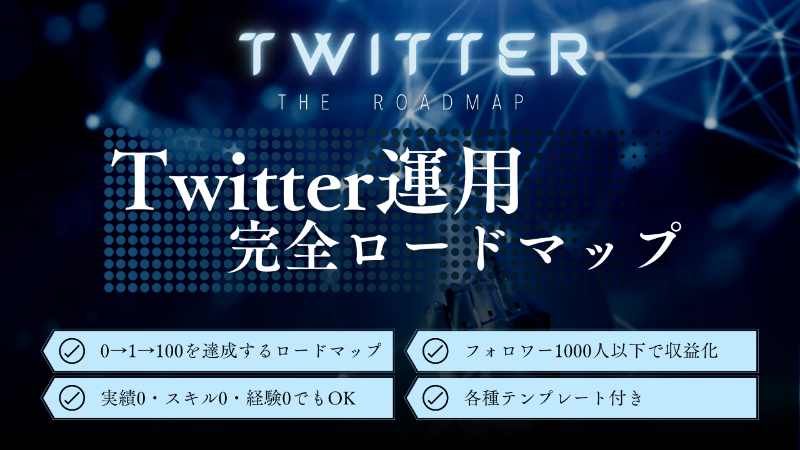 TWITTER
THE ROADMAP
Twitter運用
完全ロードマップ
0→1→100を達成するロードマップ
フォロワー1000人以下で収益化
実績0・スキル0・経験0でもOK
各種テンプレート付き